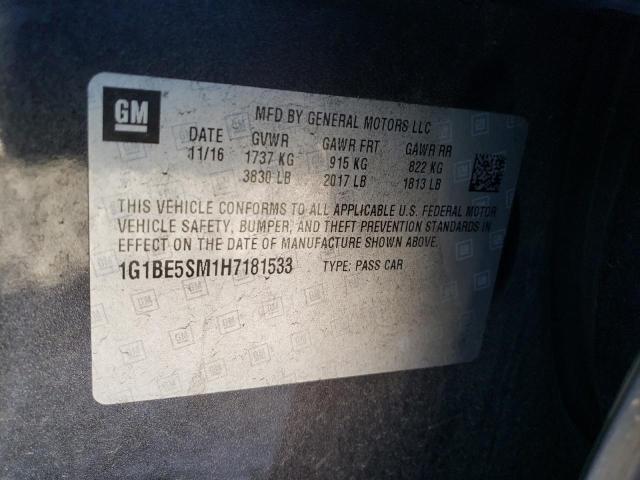 GM
MFD BY GENERAL MOTORS LLC
DATE GVWR GAWR FRT GAWR RR
11/16 1737 KG 915 KG 822 KG
3830 LB 2017 LB 1813 LB
THIS VEHICLE CONFORMS TO ALL APPLICABLE U.S. FEDERAL MOTOR
VEHICLE SAFETY, BUMPER, AND THEFT PREVENTION STANDARDS IN
EFFECT ON THE DATE OF MANUFACTURE SHOWN ABOVE.
1G1BE5SM1H7181533 TYPE: PASS CAR